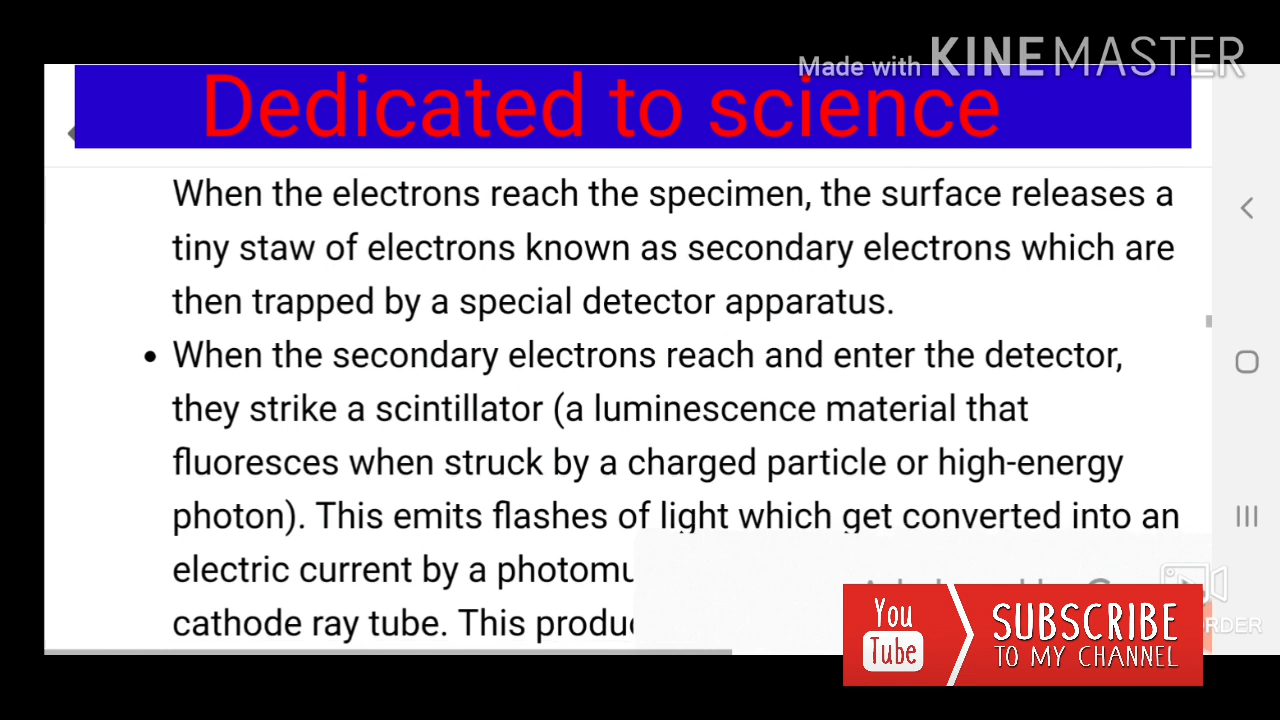 Made with KINEMASTER
Dedicated to science
When the electrons reach the specimen, the surface releases a
tiny staw of electrons known as secondary electrons which are
then trapped by a special detector apparatus.
• When the secondary electrons reach and enter the detector,
they strike a scintillator (a luminescence material that
fluoresces when struck by a charged particle or high-energy
photon). This emits flashes of light which get converted into an
electric current by a
cathode ray tube. This
You Tube
SUBSCRIBE
TO MY CHANNEL